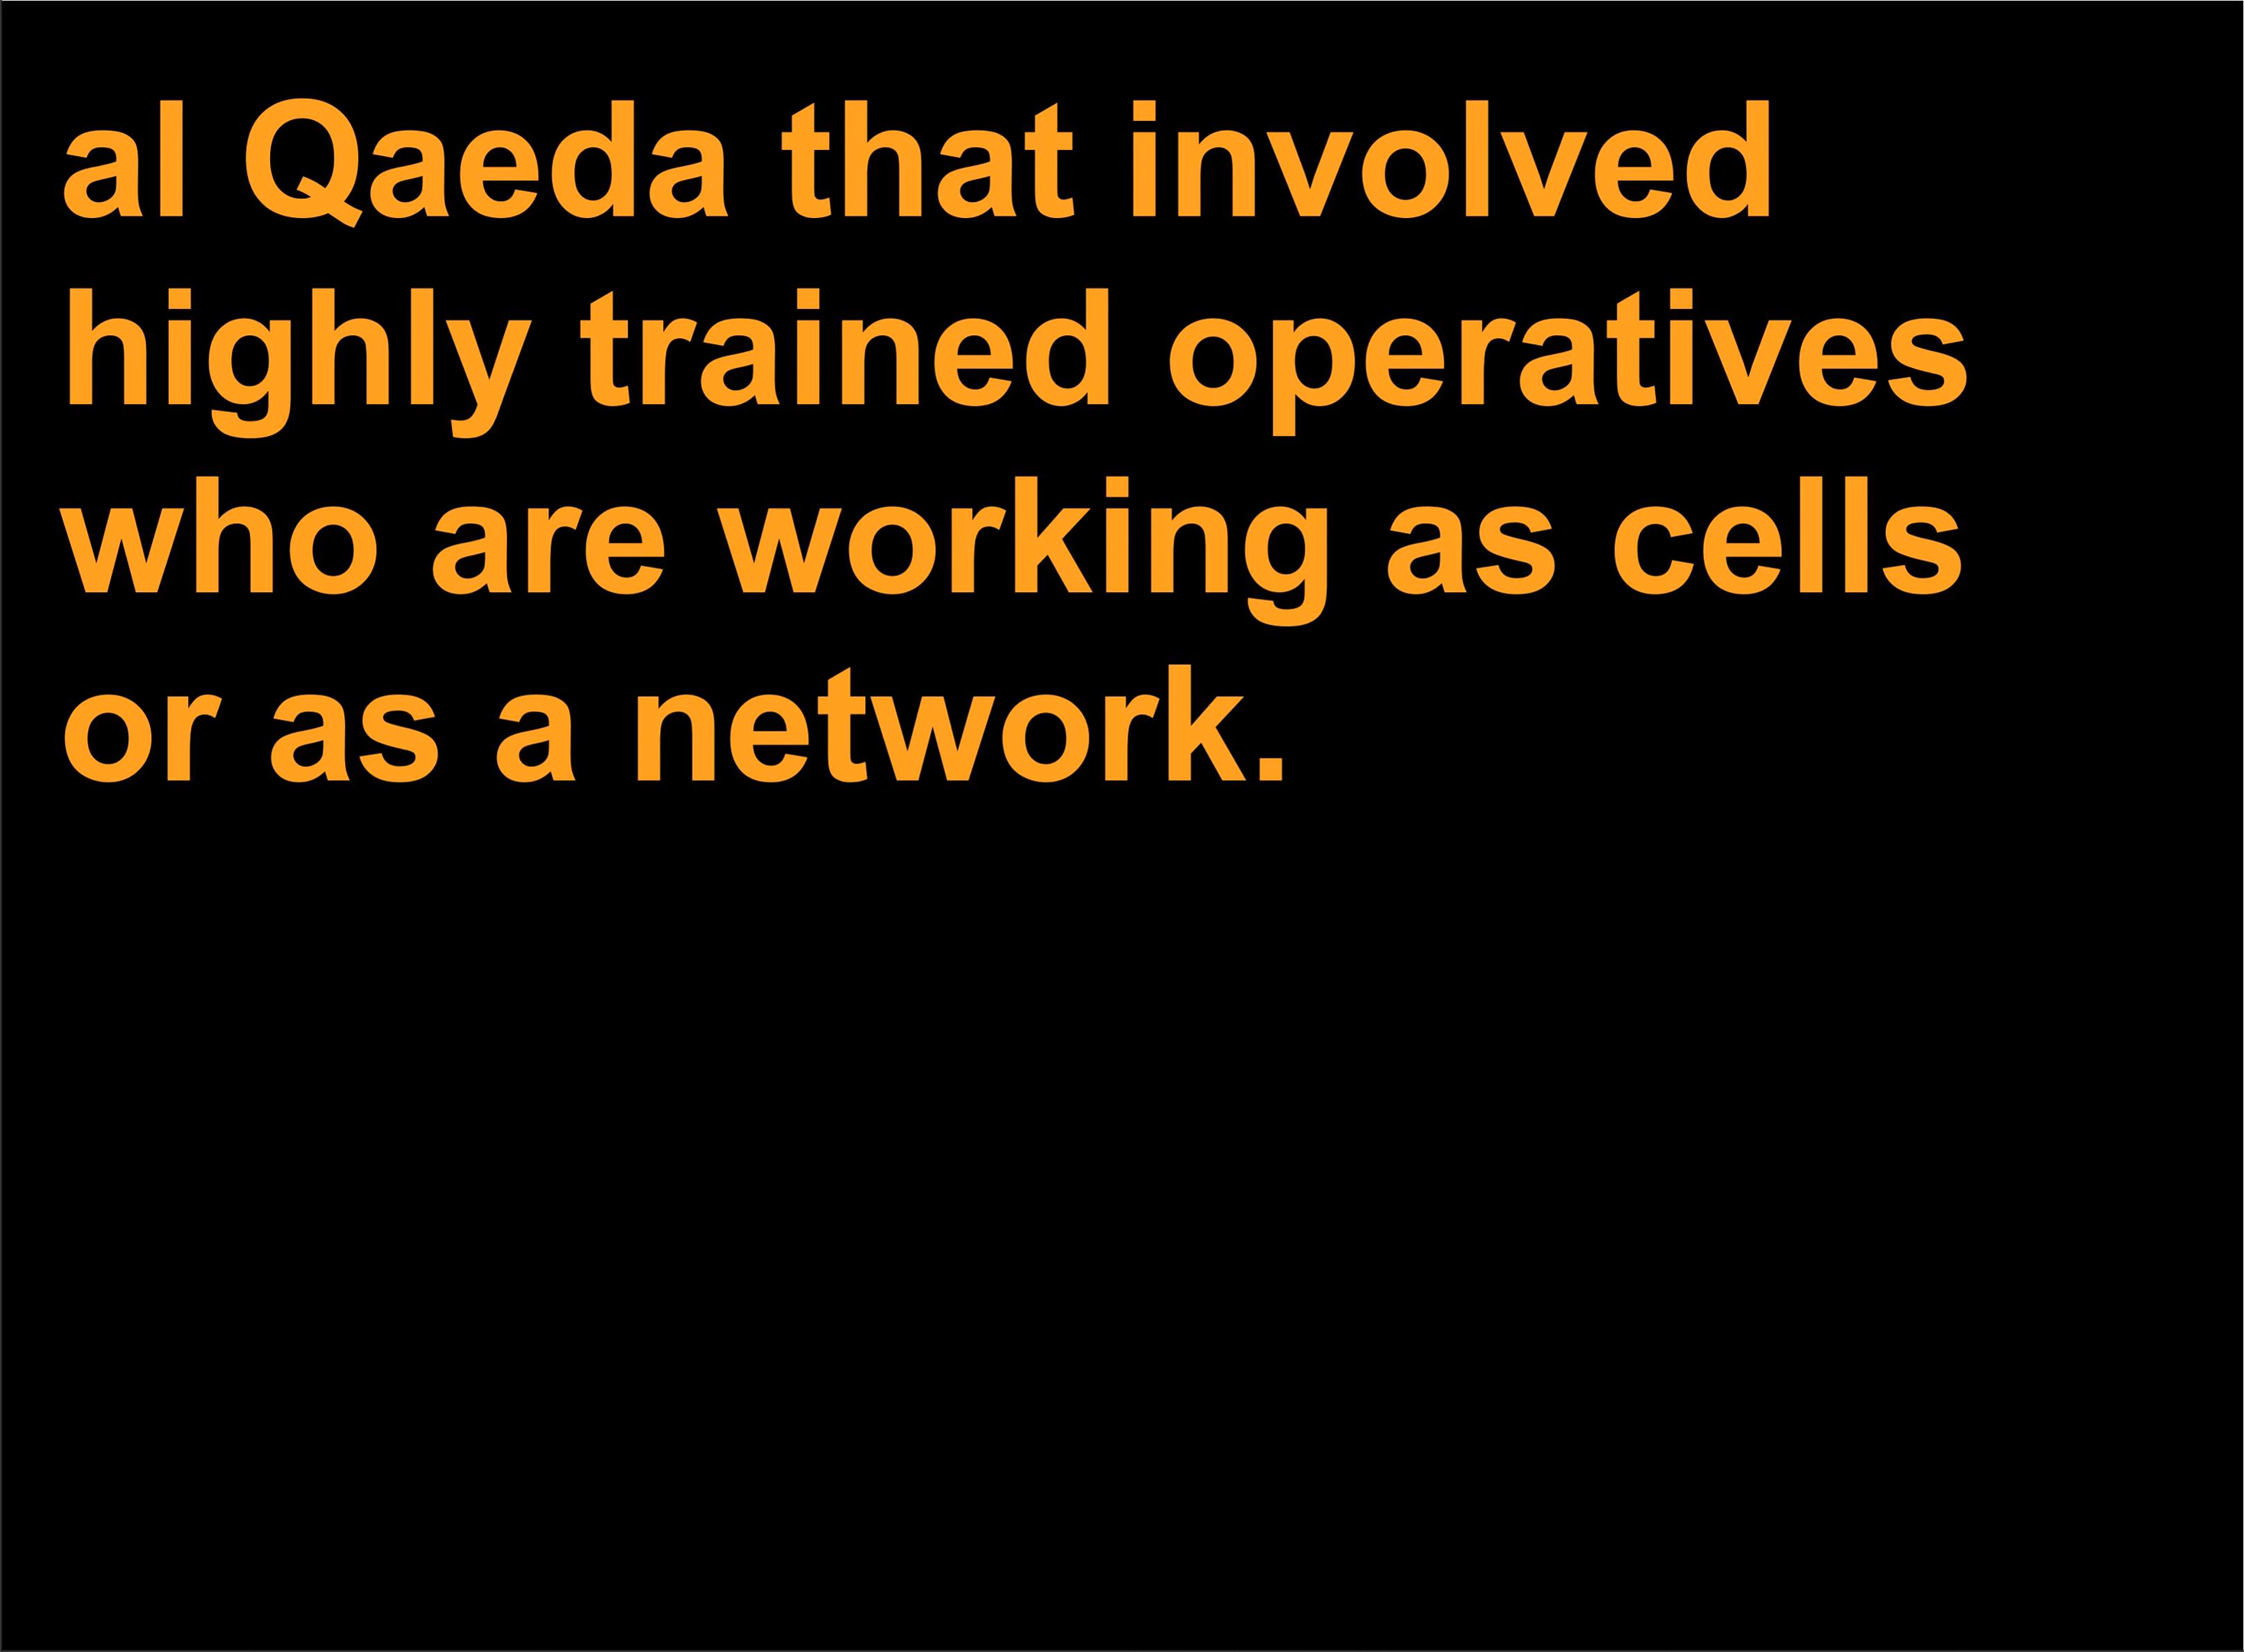 al Qaeda that involved
highly trained operatives
who are working as cells
or as a network.